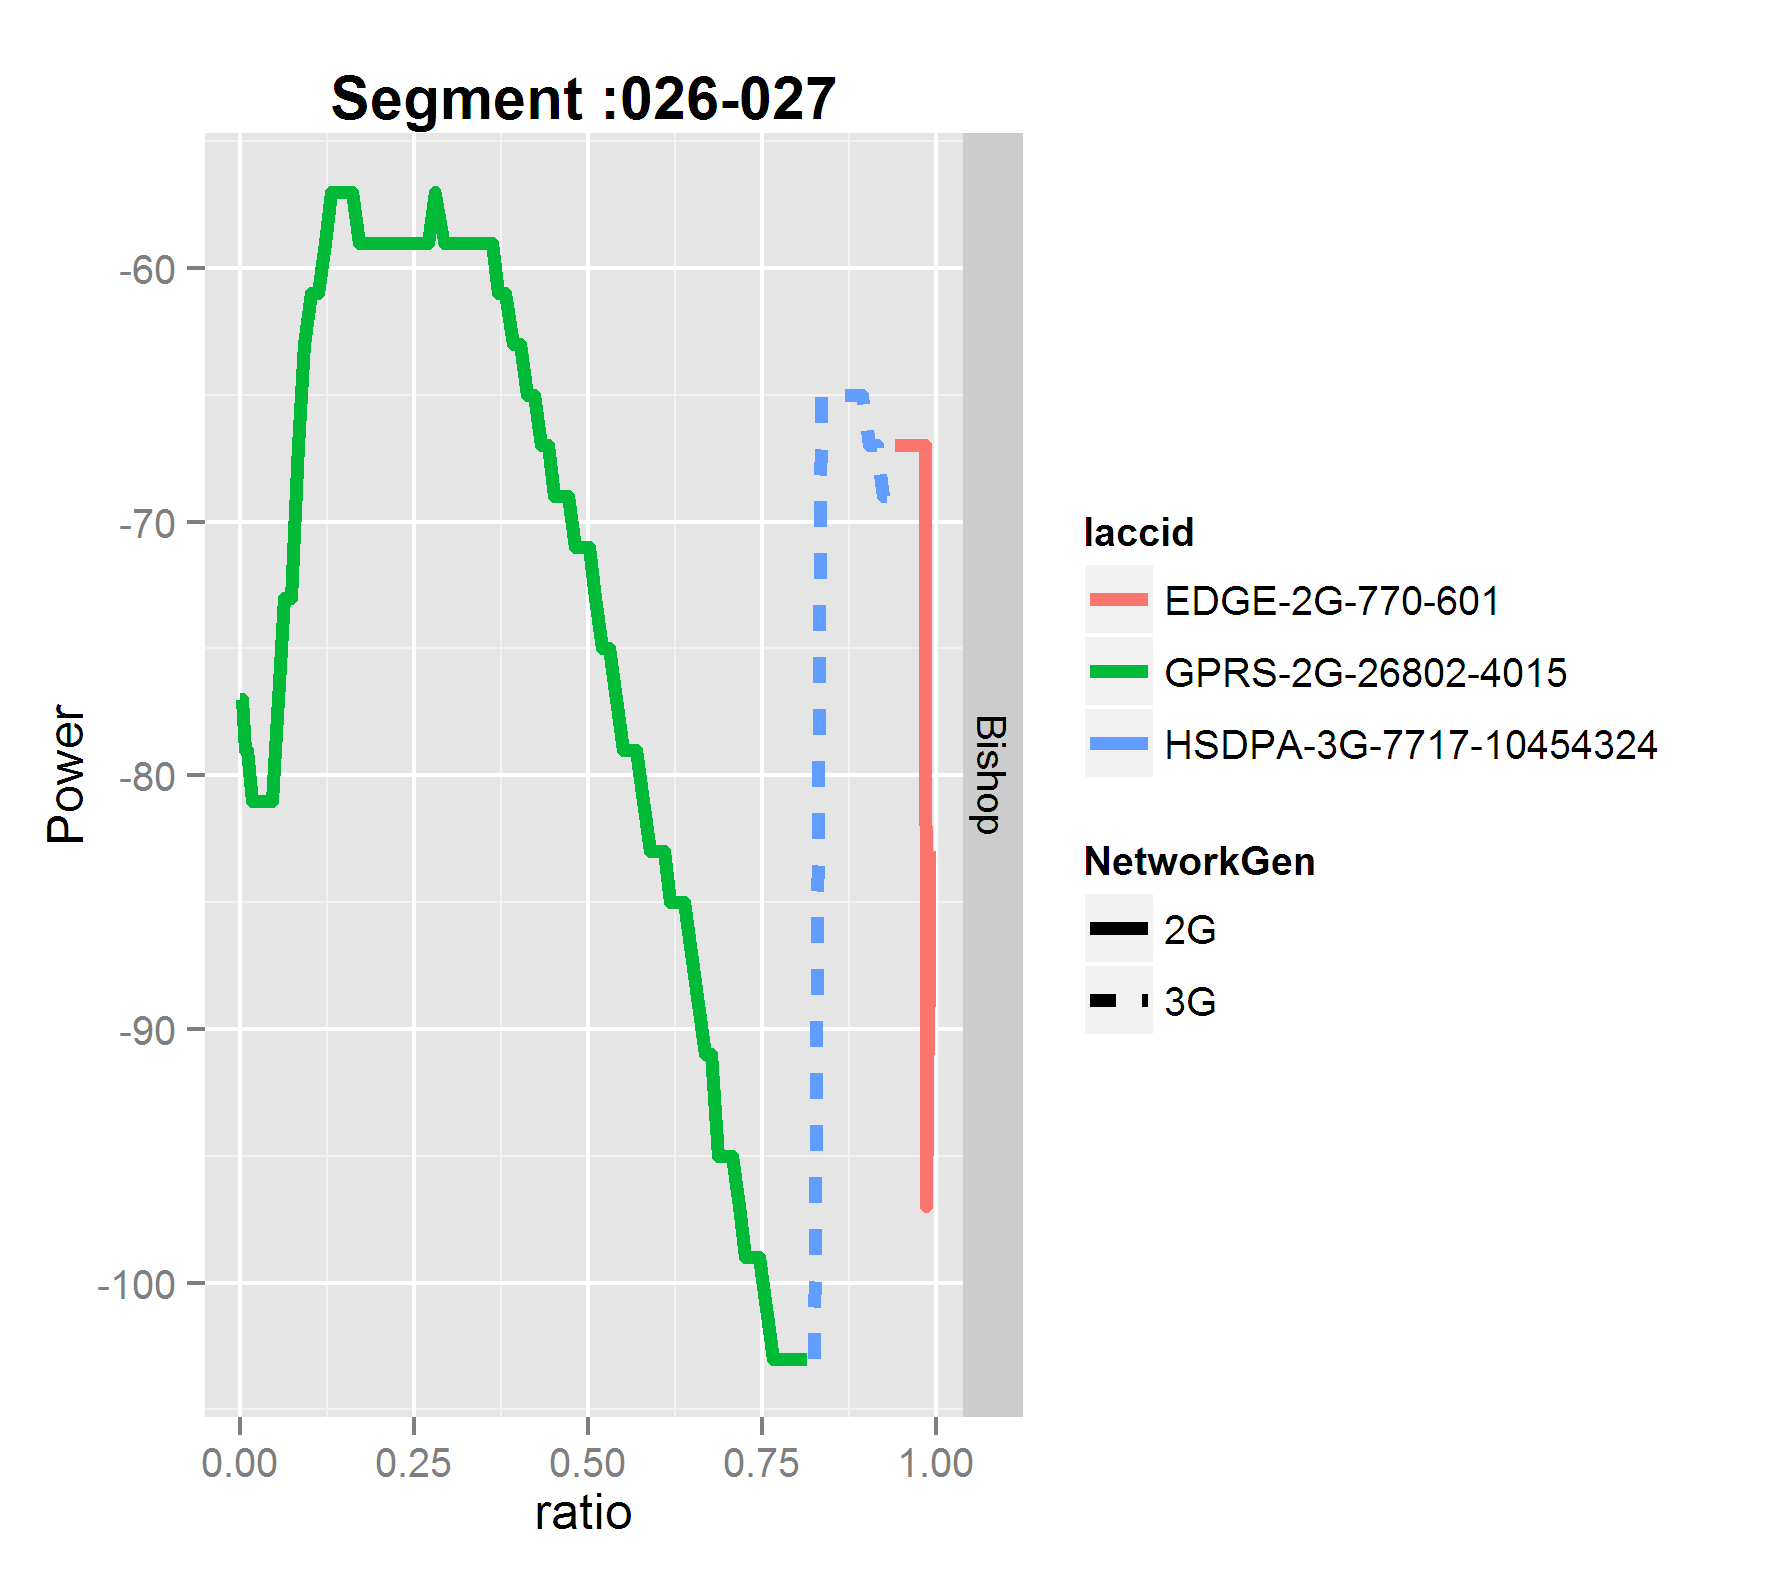 Segment :026-027
Power
-60
-70
-80
-90
-100
0.00
0.25
0.50
0.75
1.00
ratio
Bishop
laccid
EDGE-2G-770-601
GPRS-2G-26802-4015
HSDPA-3G-7717-10454324
NetworkGen
2G
3G